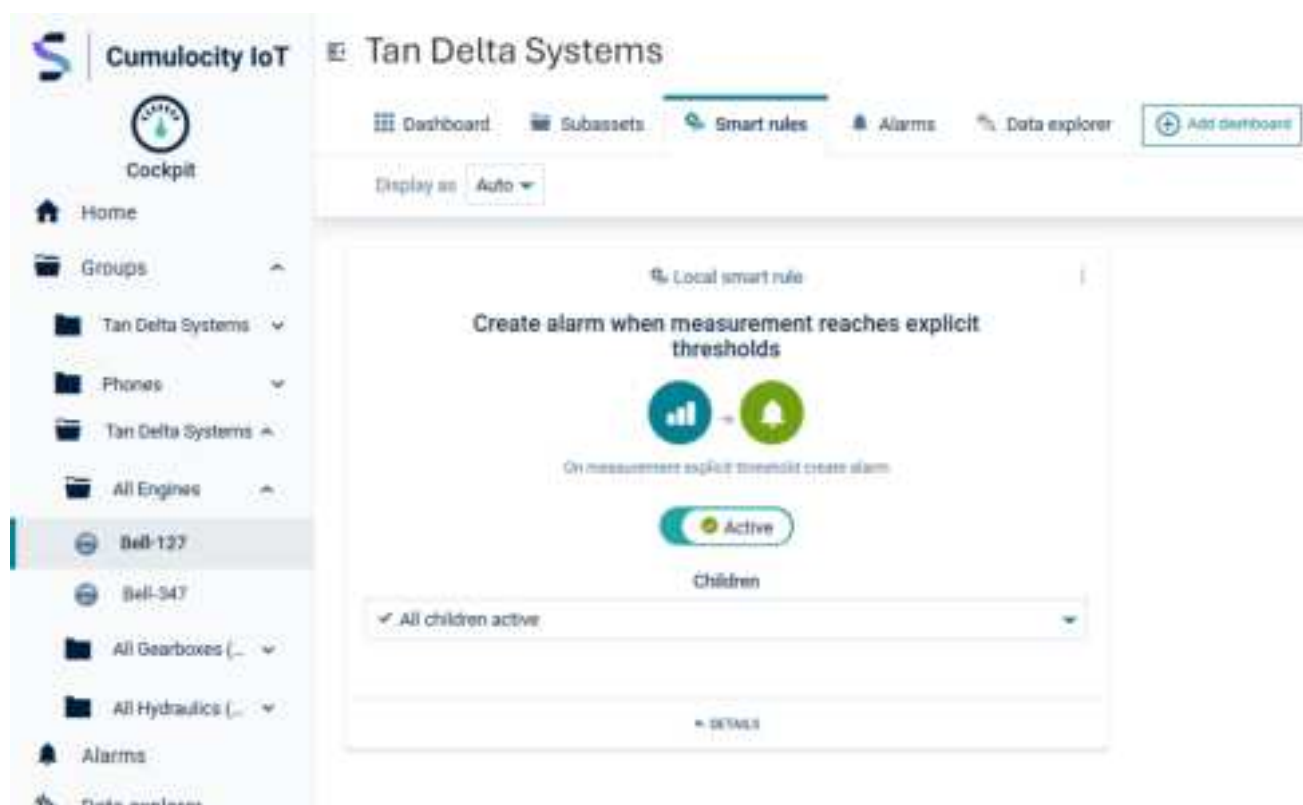 Cumulocity IoT
Cockpit
Home
Groups
Tan Delta Systems
Phones
Tan Delta Systems
All Engines
Bell-127
Bell-347
All Gearboxes (...
All Hydraulics (...
Alarms
Data explorer
Tan Delta Systems
Dashboard
Subassets
Smart rules
Alarms
Data explorer
Add dashboard
Display as Auto
Local smart rule
Create alarm when measurement reaches explicit
thresholds
On measurement explicit threshold create alarm
Active
Children
All children active
DETAILS